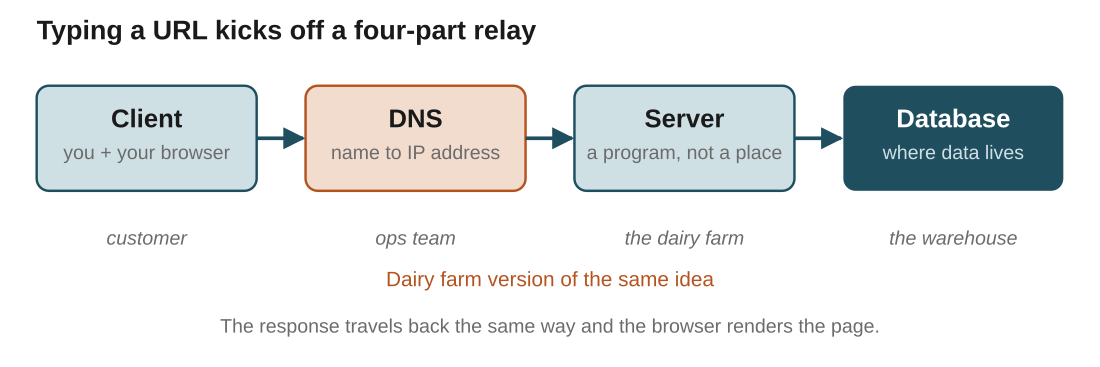 Typing a URL kicks off a four-part relay
Client
you + your browser
DNS
name to IP address
Server
a program, not a place
Database
where data lives
customer
ops team
the dairy farm
the warehouse
Dairy farm version of the same idea
The response travels back the same way and the browser renders the page.